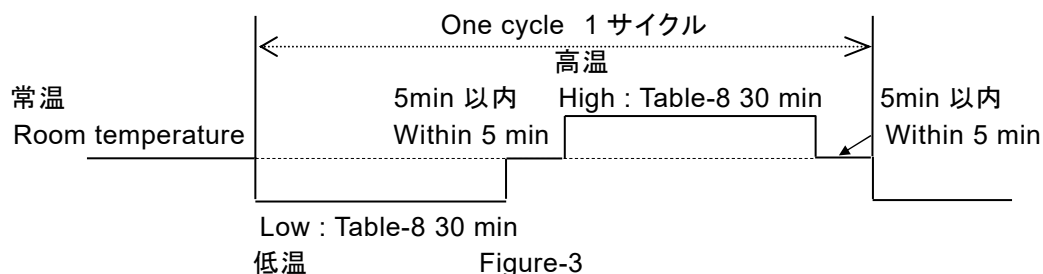 One cycle 1 サイクル
高温
常温 5min 以内 High : Table-8 30 min 5min 以内
Room temperature Within 5 min Within 5 min
Low : Table-8 30 min
低温 Figure-3